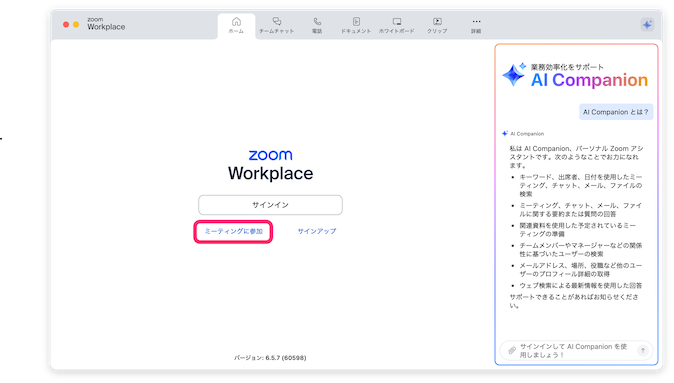 zoom
Workplace
ホーム
チームチャット
電話
ドキュメント
ホワイトボード
クリップ
詳細
zoom
Workplace
サインイン
ミーティングに参加
サインアップ
バージョン: 6.5.7 (60598)
業務効率化をサポート
AI Companion
AI Companion とは？
AI Companion
私は AI Companion、パーソナル Zoom アシ
スタントです。次のようなことでお力になれ
ます。
• キーワード、出席者、日付を使用したミー
ティング、チャット、メール、ファイルの
検索
• ミーティング、チャット、メール、ファイ
ルに関する要約または質問の回答
• 関連資料を使用した予定されているミー
ティングの準備
• チームメンバーやマネージャーなどの関係
性に基づいたユーザーの検索
• メールアドレス、場所、役職など他のユー
ザーのプロフィール詳細の取得
• ウェブ検索による最新情報を使用した回答
サポートできることがあればお知らせくださ
い。
サインインして AI Companion を使
用しましょう！